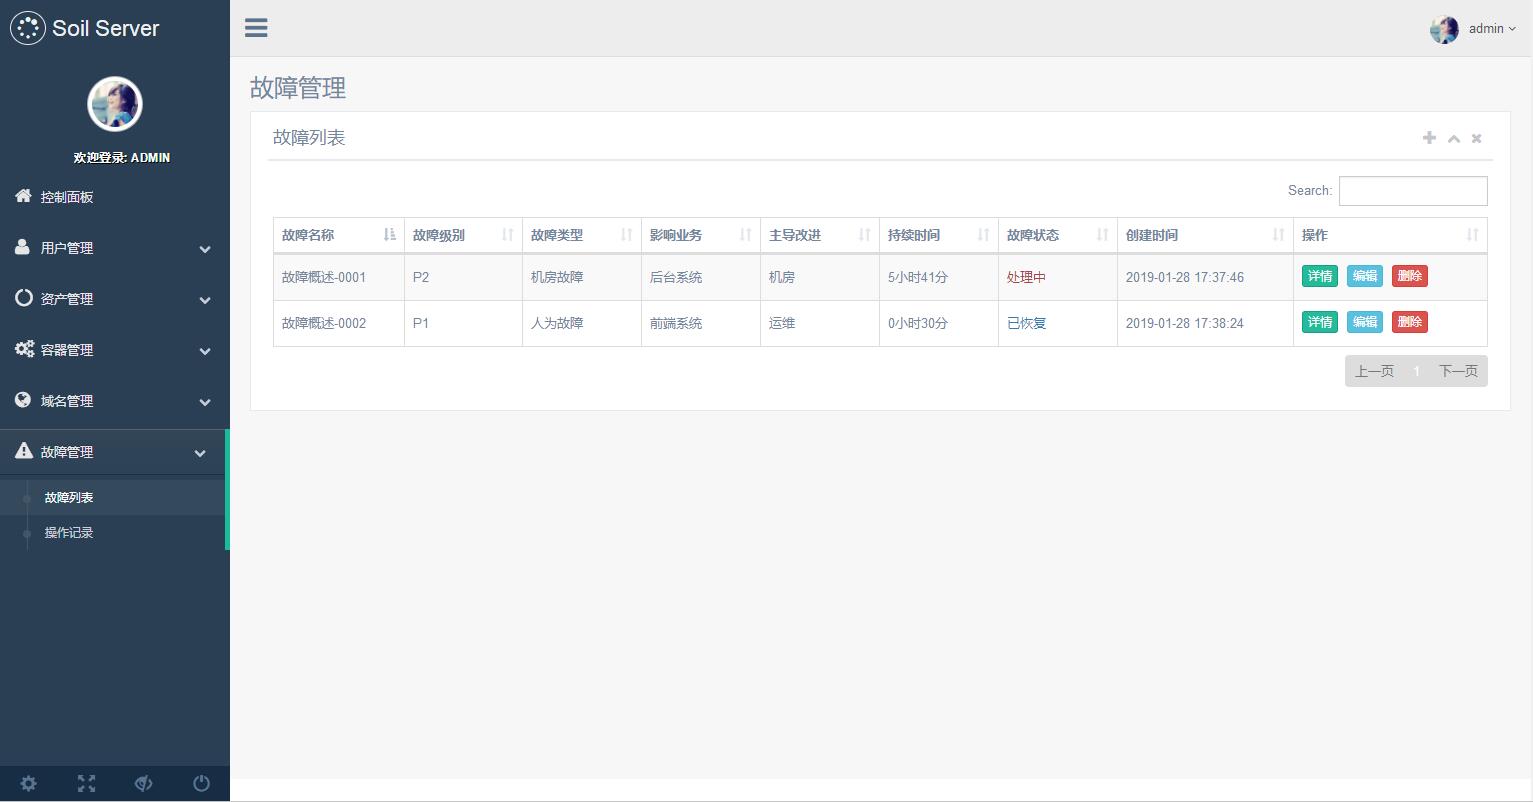 Soil Server
admin
欢迎登录: ADMIN
控制面板
用户管理
资产管理
容器管理
域名管理
故障管理
故障列表
操作记录
故障管理
故障列表
Search:
故障名称 故障级别 故障类型 影响业务 主导改进 持续时间 故障状态 创建时间 操作
故障概述-0001 P2 机房故障 后台系统 机房 5小时41分 处理中 2019-01-28 17:37:46 详情 编辑 删除
故障概述-0002 P1 人为故障 前端系统 运维 0小时30分 已恢复 2019-01-28 17:38:24 详情 编辑 删除
上一页 1 下一页